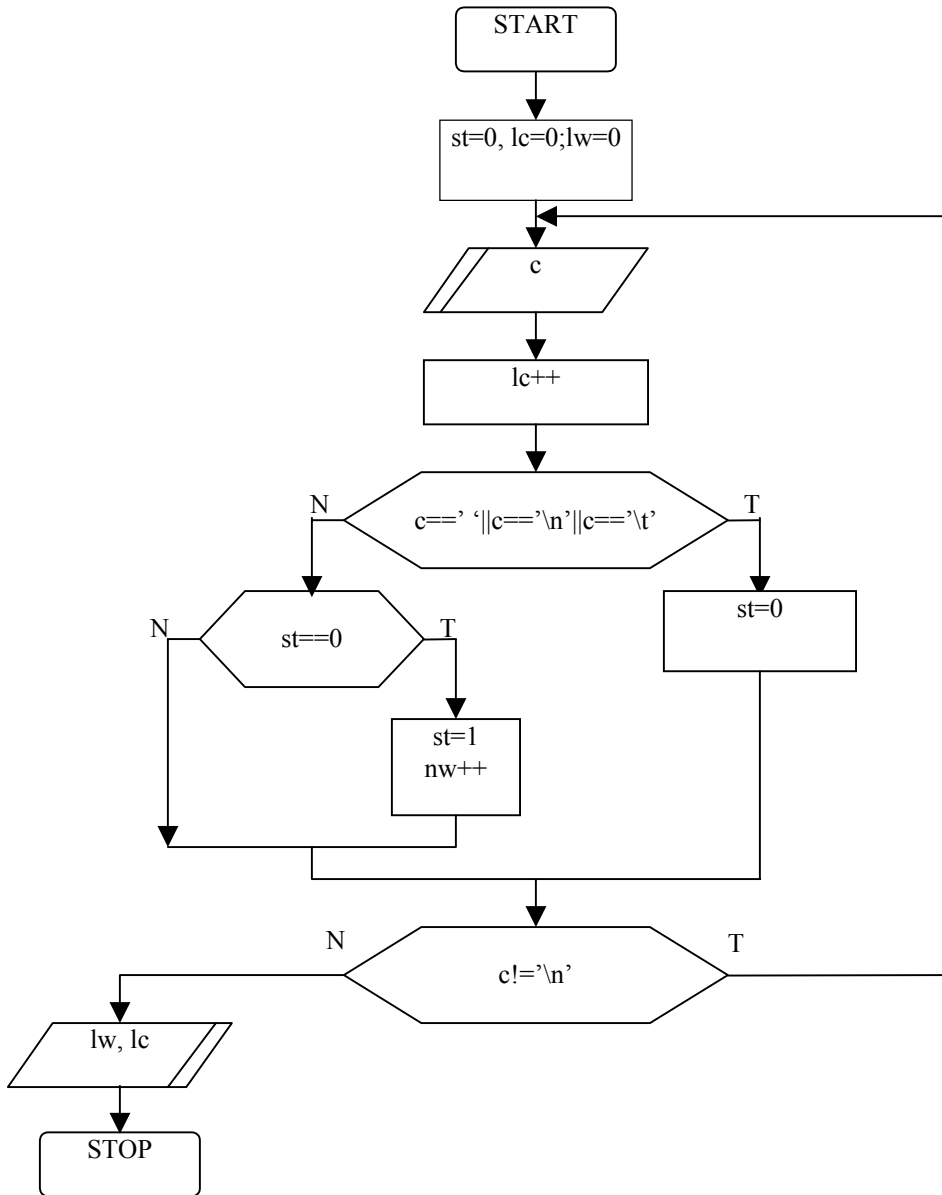 START
st=0, lc=0;lw=0
c
lc++
N
T
c==’ ‘||c==’\n’||c==’\t’
st=0
N
T
st==0
st=1
nw++
N
T
c!=’\n’
lw, lc
STOP